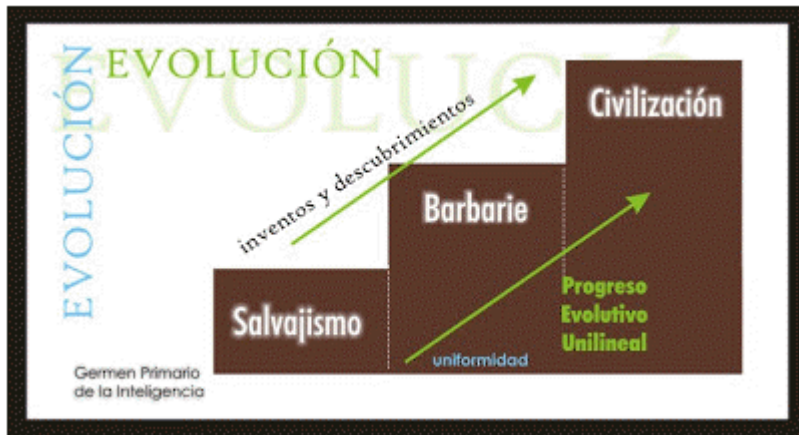 EVOLUCIÓN
EVOLUCIÓN
EVOLUCIÓ
inventos y descubrimientos
Civilización
Barbarie
Salvajismo
Progreso
Evolutivo
Unilineal
uniformidad
Germen Primario
de la Inteligencia